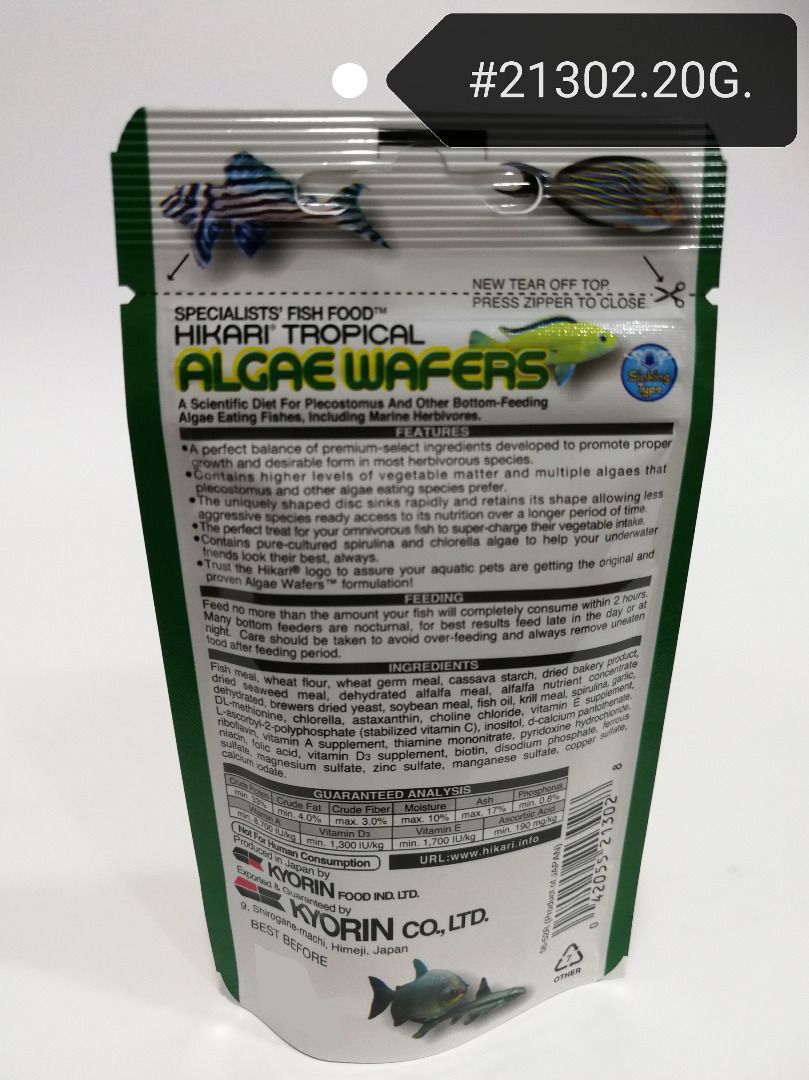 #21302.20G.
NEW TEAR OFF TOP
PRESS ZIPPER TO CLOSE
SPECIALISTS' FISH FOOD™
HIKARI® TROPICAL
ALGAE WAFERS™
Sinking
Type
A Scientific Diet For Plecostomus And Other Bottom-Feeding
Algae Eating Fishes, Including Marine Herbivores.
FEATURES
•A perfect balance of premium-select ingredients developed to promote proper
growth and desirable form in most herbivorous species.
•Contains higher levels of vegetable matter and multiple algaes that
plecostomus and other algae eating species prefer.
•The uniquely shaped disc sinks rapidly and retains its shape allowing less
aggressive species ready access to its nutrition over a longer period of time.
•The perfect treat for your omnivorous fish to super-charge their vegetable intake.
•Contains pure-cultured spirulina and chlorella algae to help your underwater
friends look their best, always.
•Trust the Hikari® logo to assure your aquatic pets are getting the original and
proven Algae Wafers™ formulation!
FEEDING
Feed no more than the amount your fish will completely consume within 2 hours.
Many bottom feeders are nocturnal, for best results feed late in the day or at
night. Care should be taken to avoid over-feeding and always remove uneaten
food after feeding period.
INGREDIENTS
Fish meal, wheat flour, wheat germ meal, cassava starch, dried bakery product,
dried seaweed meal, dehydrated alfalfa meal, alfalfa nutrient concentrate
dehydrated, brewers dried yeast, soybean meal, fish oil, krill meal, spirulina, garlic,
DL-methionine, chlorella, astaxanthin, choline chloride, vitamin E supplement,
L-ascorbyl-2-polyphosphate (stabilized vitamin C), inositol, d-calcium pantothenate,
riboflavin, vitamin A supplement, thiamine mononitrate, pyridoxine hydrochloride,
niacin, folic acid, vitamin D3 supplement, biotin, disodium phosphate, ferrous
sulfate, magnesium sulfate, zinc sulfate, manganese sulfate, copper sulfate,
calcium iodate.
GUARANTEED ANALYSIS
Crude Protein Crude Fat Crude Fiber Moisture Ash Phosphorus
min. 33% min. 4.0% max. 3.0% max. 10% max. 17% min. 0.8%
Vitamin A Vitamin D3 Vitamin E Ascorbic Acid
min. 8,700 IU/kg min. 1,300 IU/kg min. 1,700 IU/kg min. 190 mg/kg
Not For Human Consumption
URL:www.hikari.info
Produced in Japan by
KYORIN FOOD IND. LTD.
Exported & Guaranteed by
KYORIN CO., LTD.
9, Shirogane-machi, Himeji, Japan
BEST BEFORE
(Product of JAPAN)
0 42055 21302 8
7
OTHER